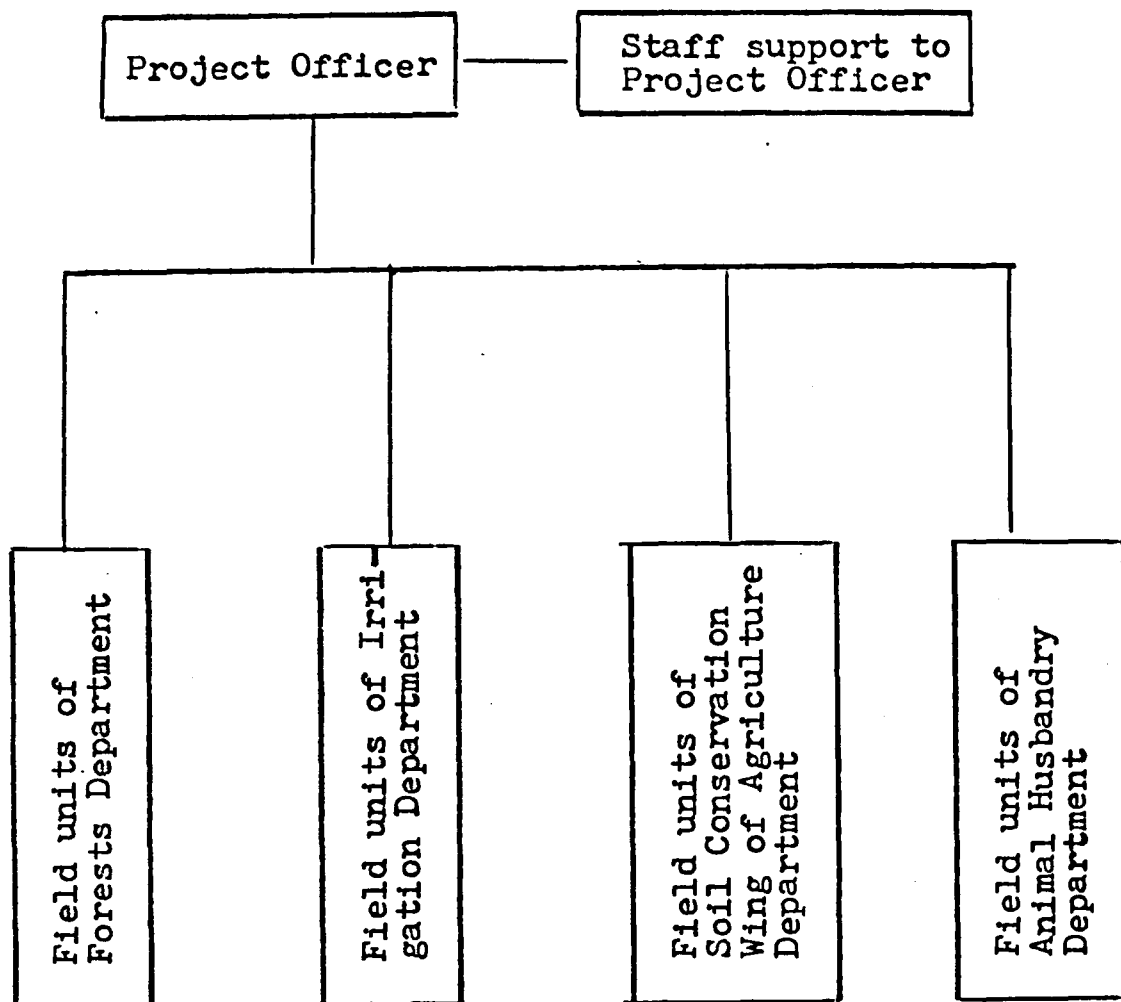 Project Officer
Staff support to
Project Officer
Field units of
Forests Department
Field units of Irri-
gation Department
Field units of
Soil Conservation
Wing of Agriculture
Department
Field units of
Animal Husbandry
Department